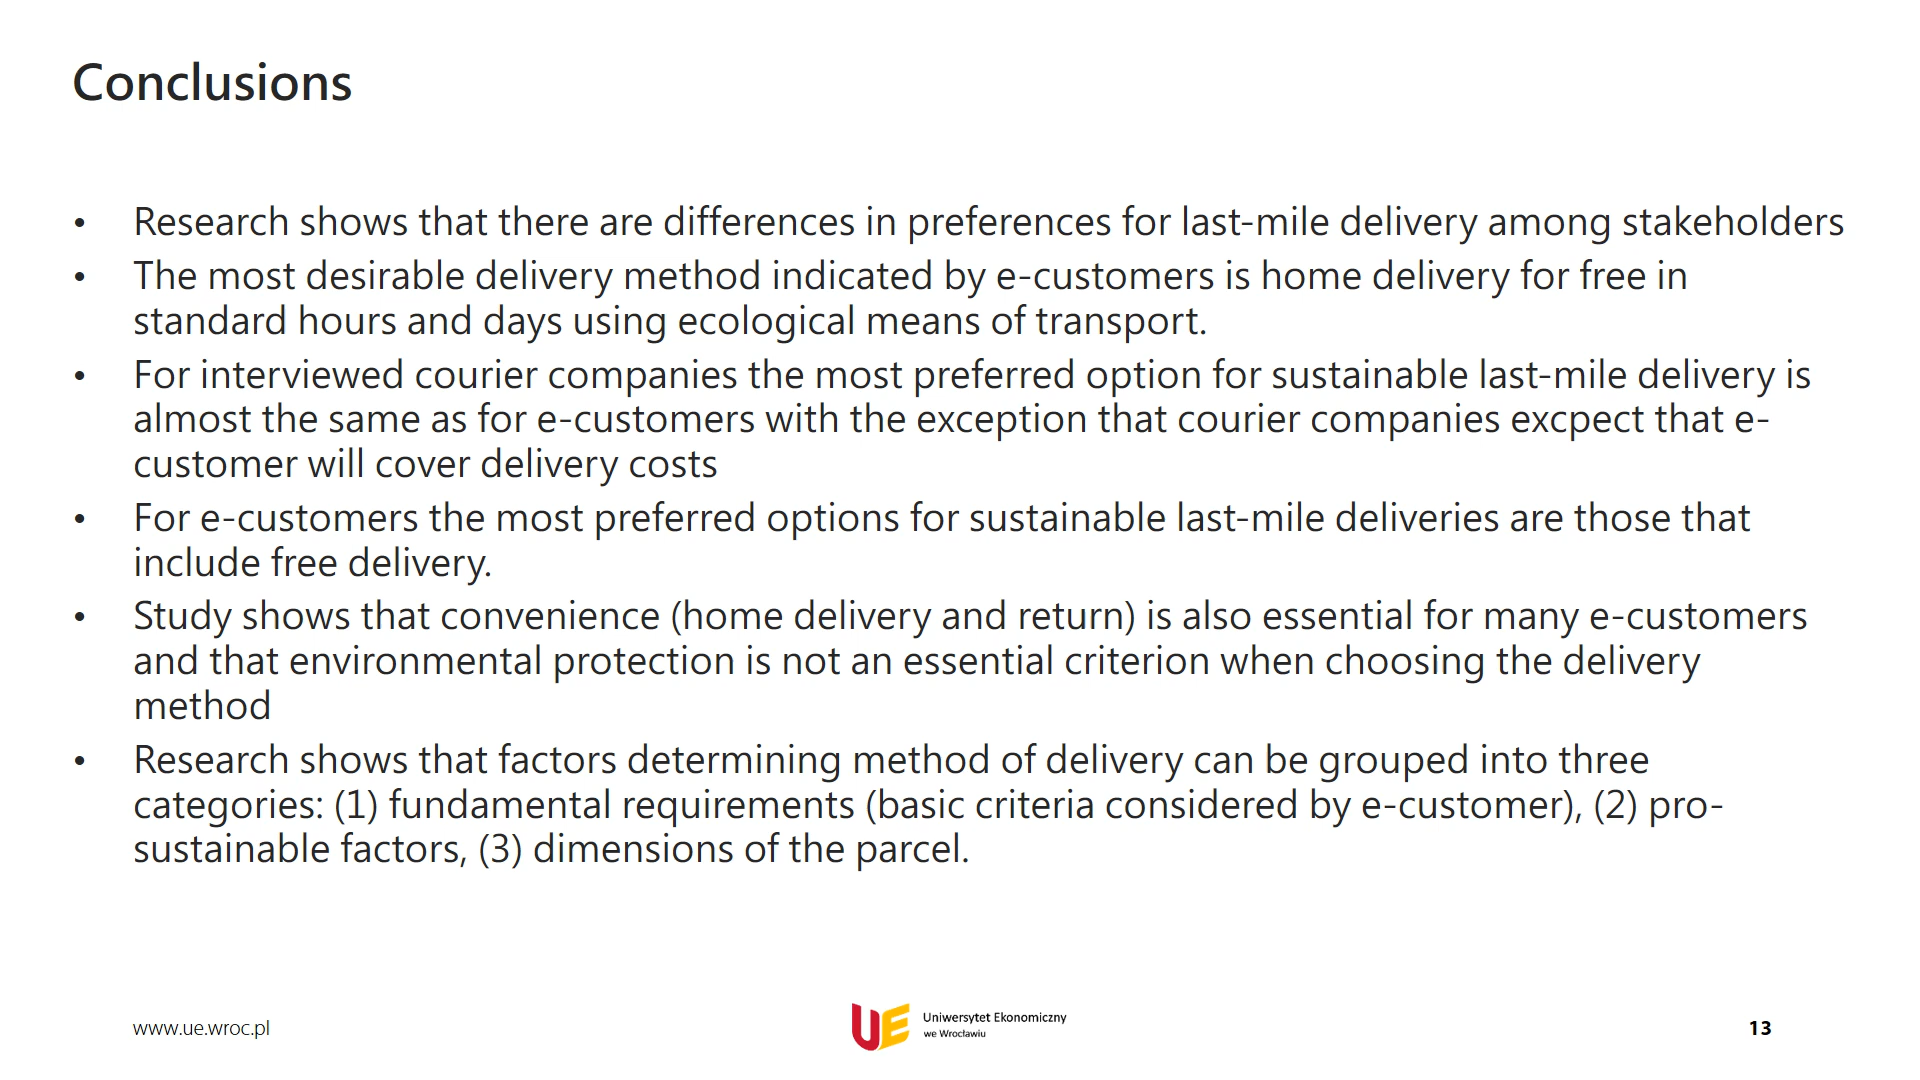 Conclusions
• Research shows that there are differences in preferences for last-mile delivery among stakeholders
• The most desirable delivery method indicated by e-customers is home delivery for free in
standard hours and days using ecological means of transport.
• For interviewed courier companies the most preferred option for sustainable last-mile delivery is
almost the same as for e-customers with the exception that courier companies excpect that e-
customer will cover delivery costs
• For e-customers the most preferred options for sustainable last-mile deliveries are those that
include free delivery.
• Study shows that convenience (home delivery and return) is also essential for many e-customers
and that environmental protection is not an essential criterion when choosing the delivery
method
• Research shows that factors determining method of delivery can be grouped into three
categories: (1) fundamental requirements (basic criteria considered by e-customer), (2) pro-
sustainable factors, (3) dimensions of the parcel.
www.ue.wroc.pl
UE Uniwersytet Ekonomiczny
we Wrocławiu
13